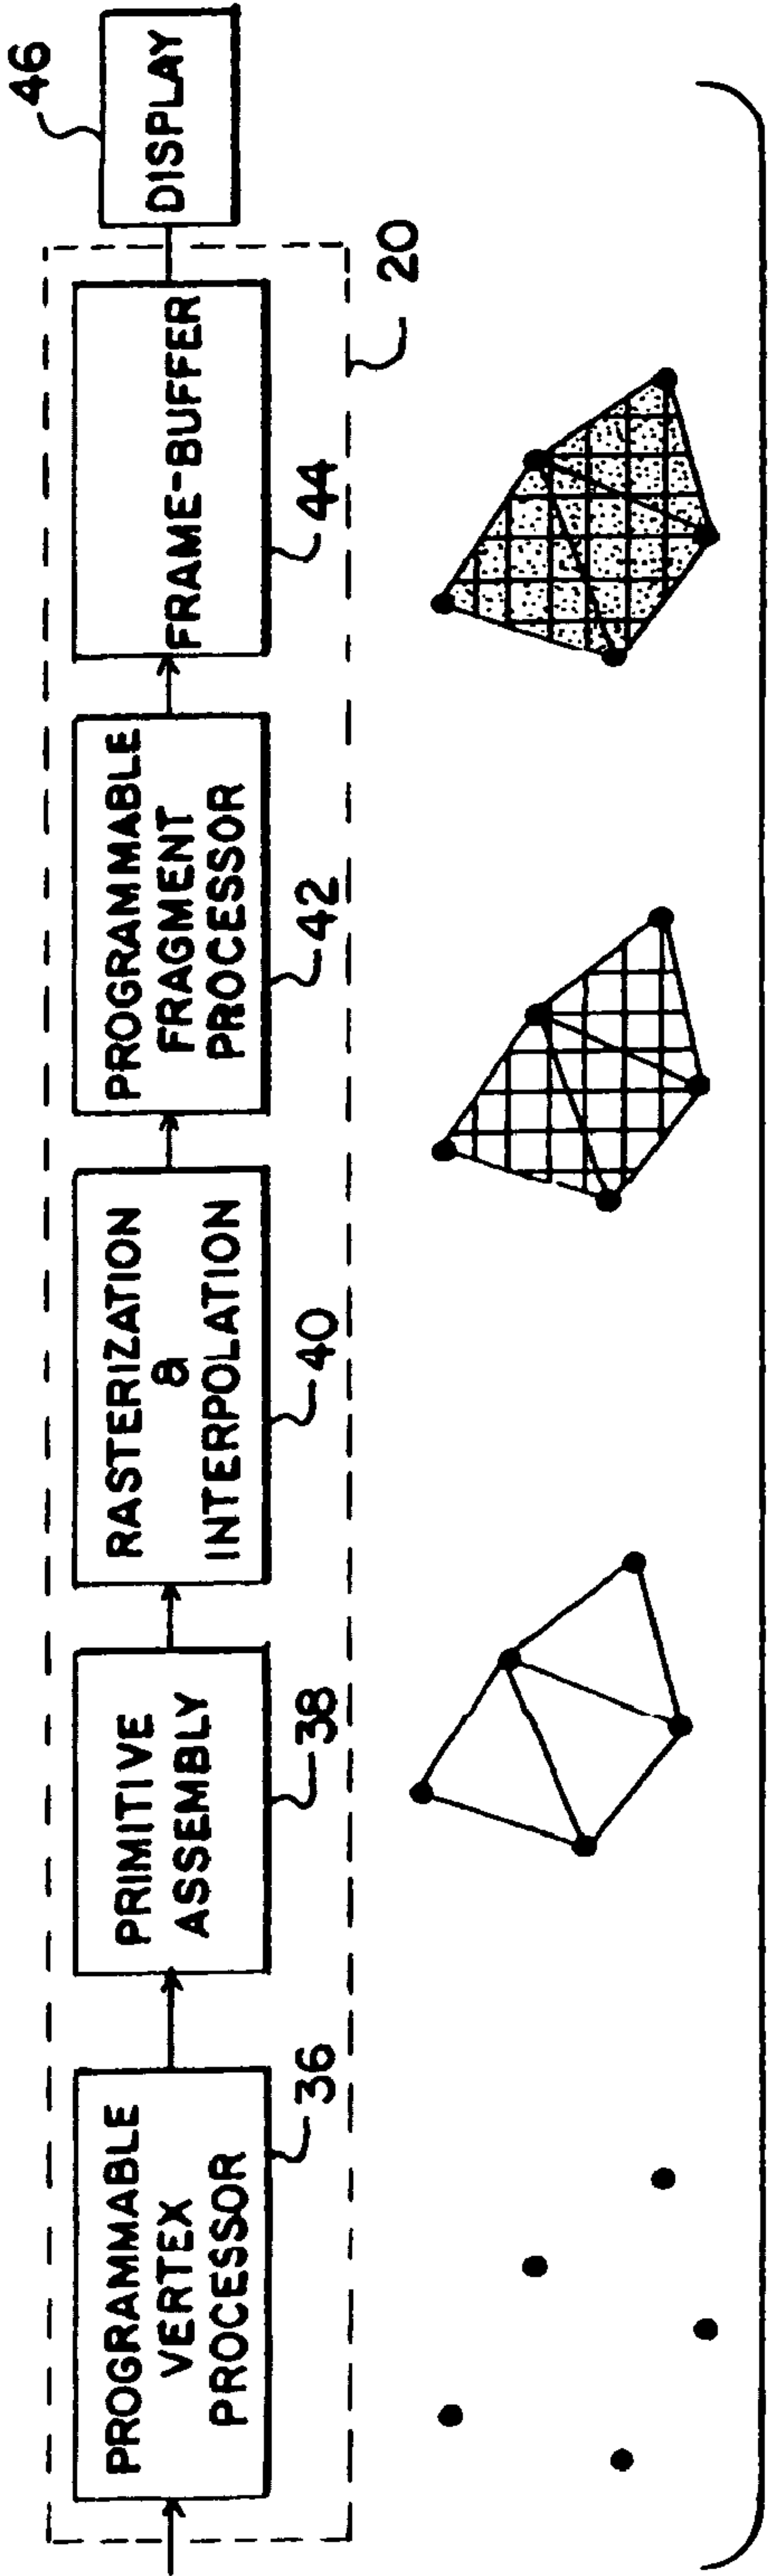 PROGRAMMABLE
VERTEX
PROCESSOR
36
PRIMITIVE
ASSEMBLY
38
RASTERIZATION
&
INTERPOLATION
40
PROGRAMMABLE
FRAGMENT
PROCESSOR
42
FRAME-BUFFER
44
DISPLAY
46
20